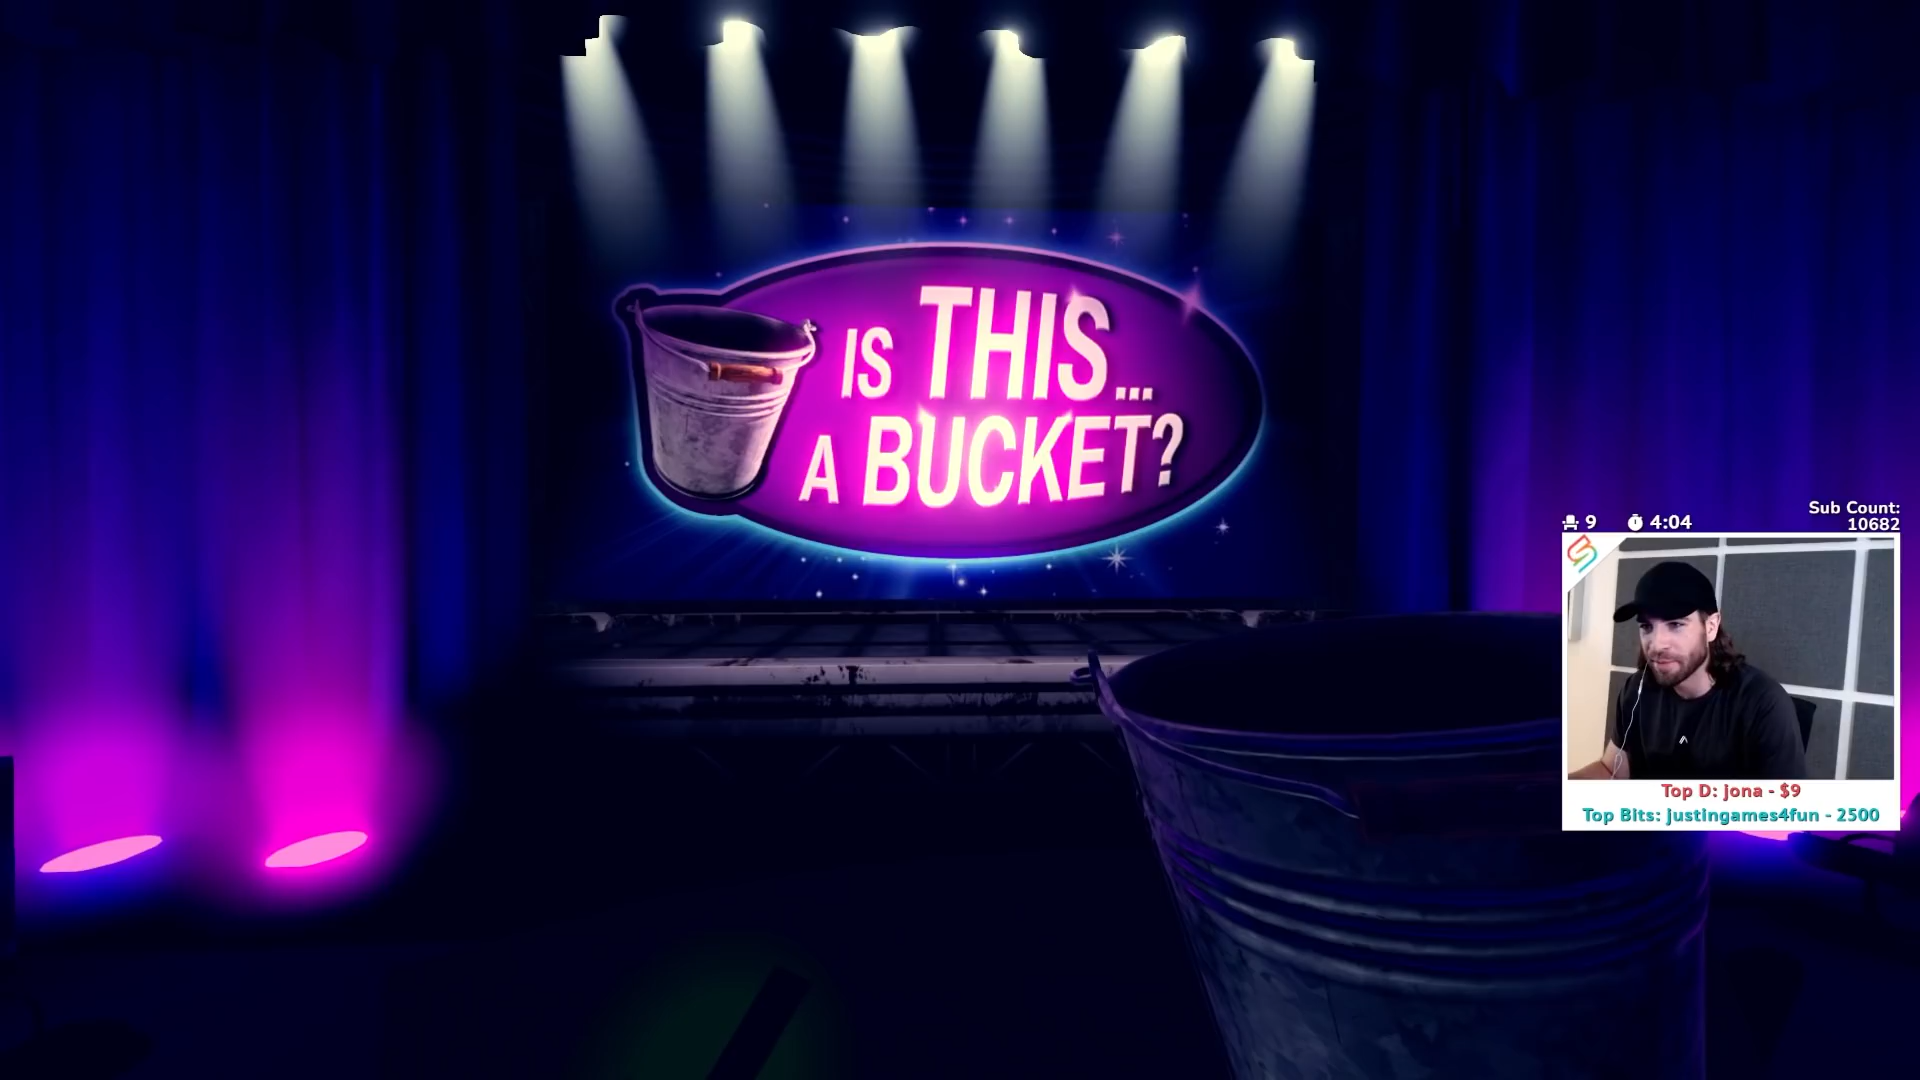 IS THIS...
A BUCKET?
9 4:04
Sub Count:
10682
Top D: jona - $9
Top Bits: justingames4fun - 2500